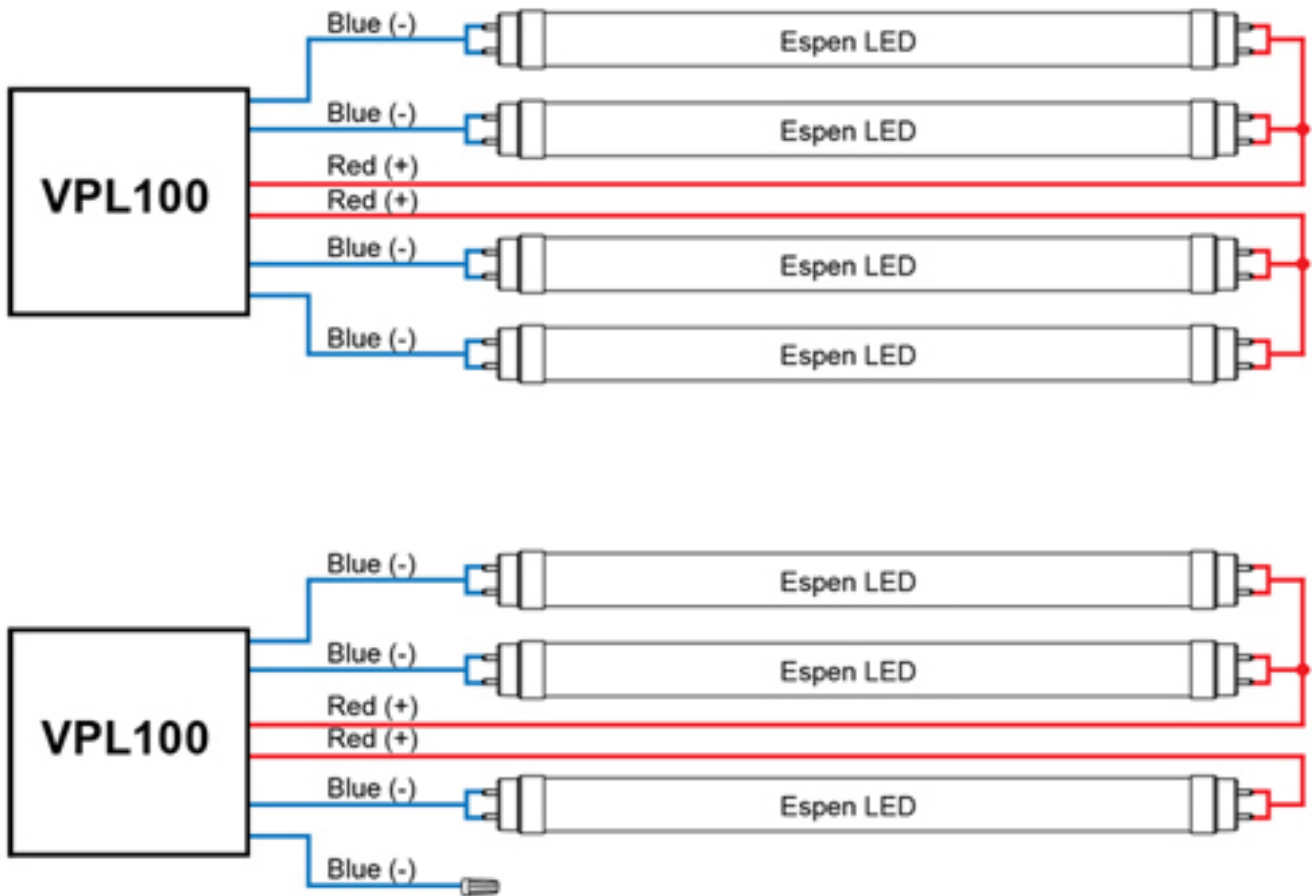 Blue (-)
Espen LED
Blue (-)
Espen LED
VPL100
Red (+)
Red (+)
Blue (-)
Espen LED
Blue (-)
Espen LED
Blue (-)
Espen LED
Blue (-)
Espen LED
VPL100
Red (+)
Red (+)
Blue (-)
Espen LED
Blue (-)